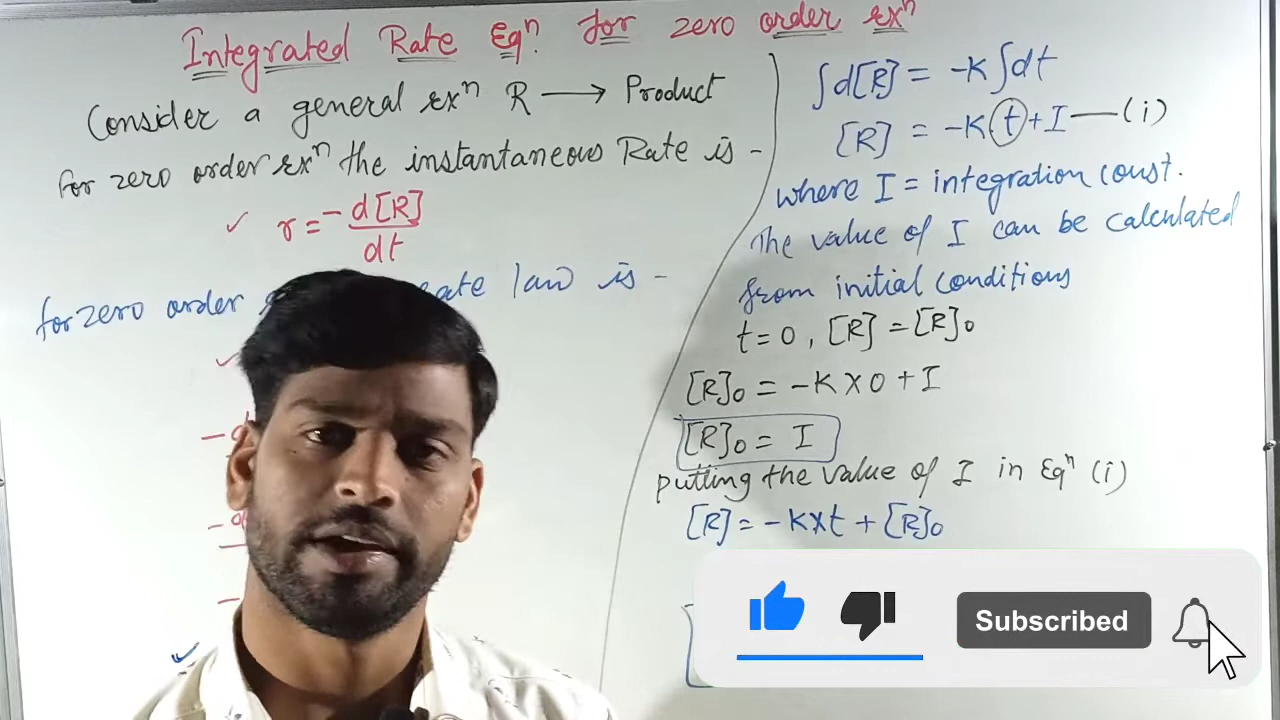 Integrated Rate Eqⁿ. for zero order rxⁿ
Consider a general rxⁿ R ⟶ Product
for zero order rxⁿ the instantaneous Rate is -
✓ r = - d[R] / dt
for zero order rate law is -
∫d[R] = -K∫dt
[R] = -K t + I —(i)
where I = integration const.
The value of I can be calculated
from initial conditions
t = 0, [R] = [R]₀
[R]₀ = -K × 0 + I
[R]₀ = I
putting the value of I in Eqⁿ (i)
[R] = -K×t + [R]₀
Subscribed